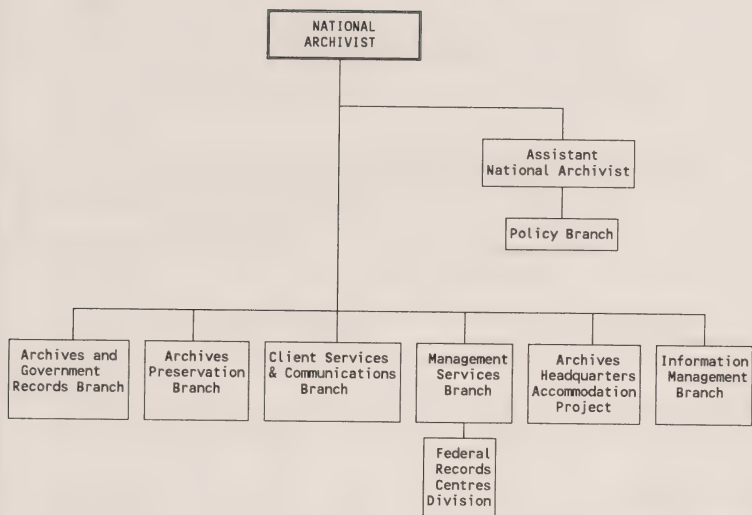 NATIONAL
ARCHIVIST
Assistant
National Archivist
Policy Branch
Archives and
Government
Records Branch
Archives
Preservation
Branch
Client Services
& Communications
Branch
Management
Services
Branch
Archives
Headquarters
Accommodation
Project
Information
Management
Branch
Federal
Records
Centres
Division